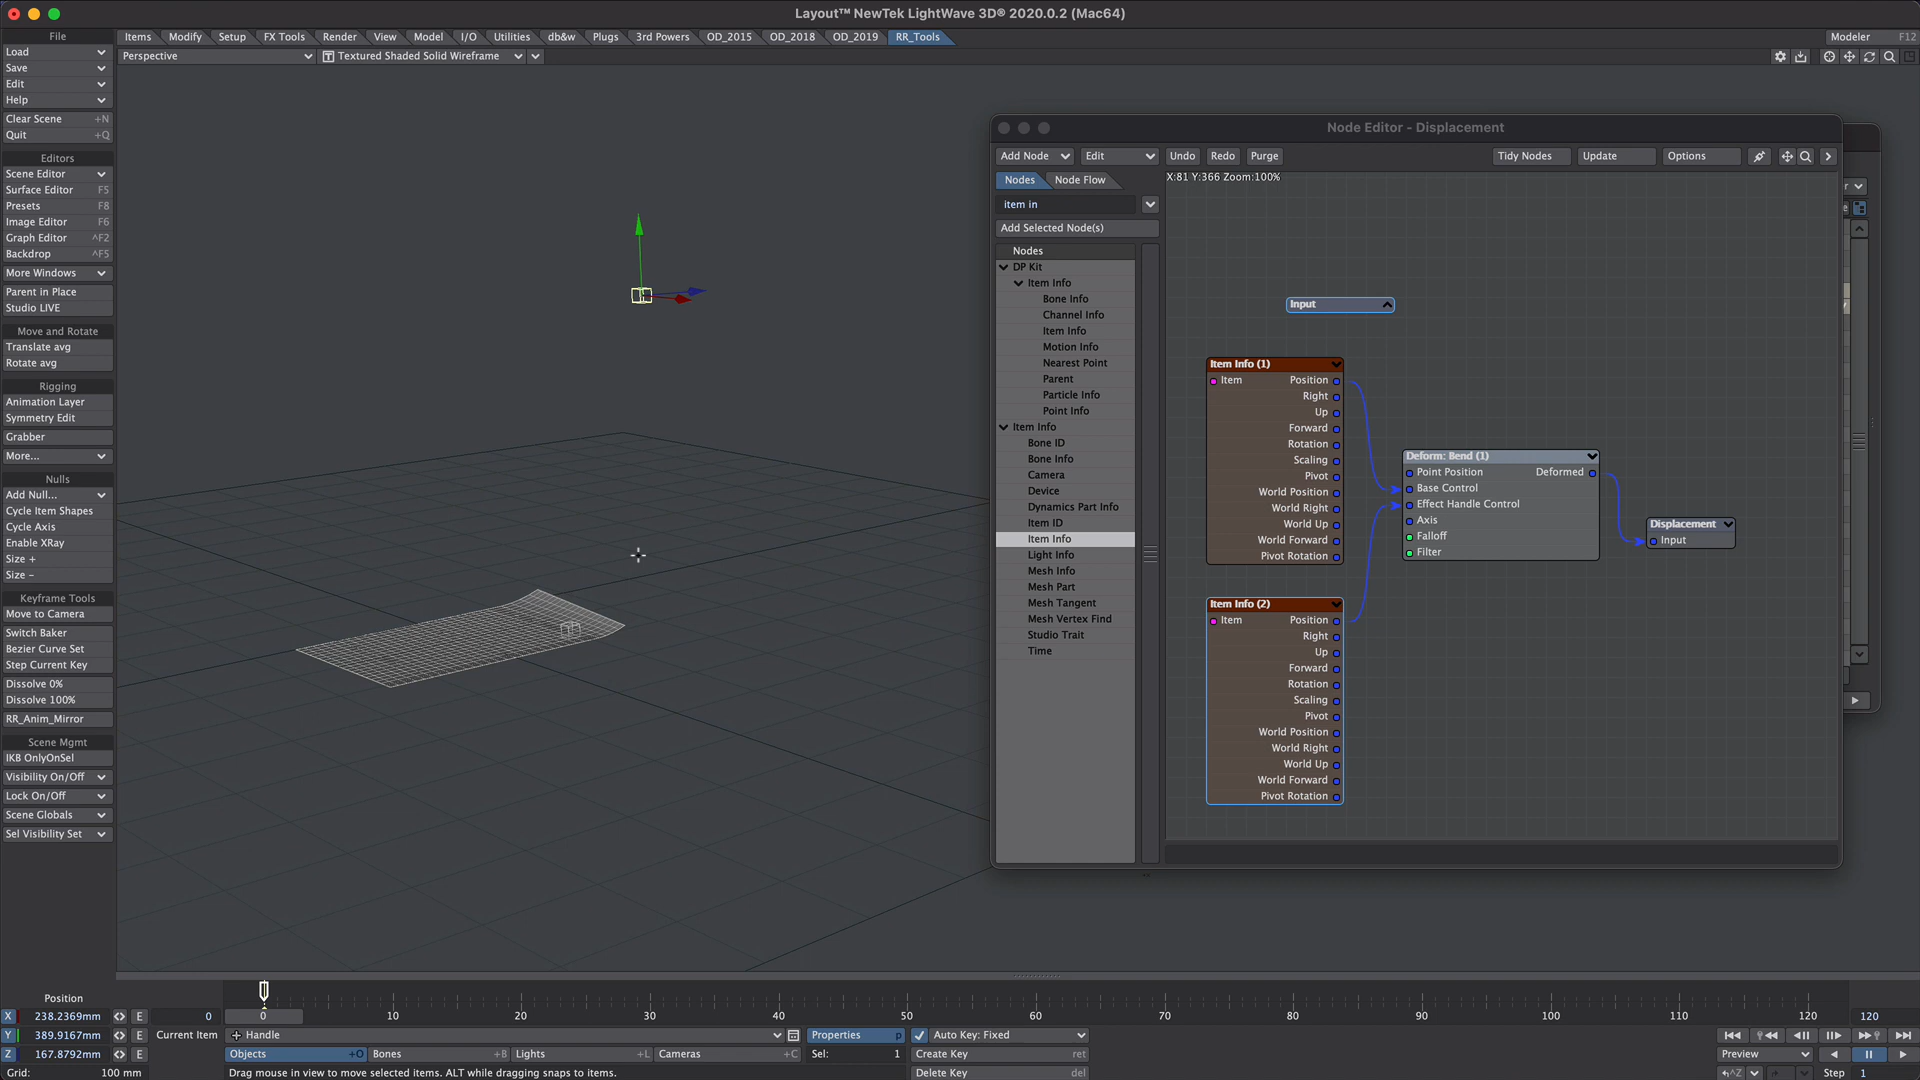 Layout™ NewTek LightWave 3D® 2020.0.2 (Mac64)
File
Items Modify Setup FX Tools Render View Model I/O Utilities db&w Plugs 3rd Powers OD_2015 OD_2018 OD_2019 RR_Tools
Modeler F12
Perspective
Textured Shaded Solid Wireframe
Load
Save
Edit
Help
Clear Scene +N
Quit +Q
Editors
Scene Editor
Surface Editor F5
Presets F8
Image Editor F6
Graph Editor ^F2
Backdrop ^F5
More Windows
Parent in Place
Studio LIVE
Move and Rotate
Translate avg
Rotate avg
Rigging
Animation Layer
Symmetry Edit
Grabber
More...
Nulls
Add Null...
Cycle Item Shapes
Cycle Axis
Enable XRay
Size +
Size −
Keyframe Tools
Move to Camera
Switch Baker
Bezier Curve Set
Step Current Key
Dissolve 0%
Dissolve 100%
RR_Anim_Mirror
Scene Mgmt
IKB OnlyOnSel
Visibility On/Off
Lock On/Off
Scene Globals
Sel Visibility Set
Node Editor - Displacement
Add Node
Edit
Undo
Redo
Purge
Tidy Nodes
Update
Options
Nodes
Node Flow
X:81 Y:366 Zoom:100%
item in
Add Selected Node(s)
Nodes
DP Kit
Item Info
Bone Info
Channel Info
Item Info
Motion Info
Nearest Point
Parent
Particle Info
Point Info
Item Info
Bone ID
Bone Info
Camera
Device
Dynamics Part Info
Item ID
Item Info
Light Info
Mesh Info
Mesh Part
Mesh Tangent
Mesh Vertex Find
Studio Trait
Time
Input
Item Info (1)
Item Position
Right
Up
Forward
Rotation
Scaling
Pivot
World Position
World Right
World Up
World Forward
Pivot Rotation
Item Info (2)
Item Position
Right
Up
Forward
Rotation
Scaling
Pivot
World Position
World Right
World Up
World Forward
Pivot Rotation
Deform: Bend (1)
Point Position Deformed
Base Control
Effect Handle Control
Axis
Falloff
Filter
Displacement
Input
Position
X 238.2369mm E 0
0 10 20 30 40 50 60 70 80 90 100 110 120 120
Y 389.9167mm E Current Item Handle
Properties p
Auto Key: Fixed
Z 167.8792mm E
Objects +O
Bones +B
Lights +L
Cameras +C
Sel: 1
Create Key ret
Preview
Grid: 100 mm
Drag mouse in view to move selected items. ALT while dragging snaps to items.
Delete Key del
^Z
Step 1